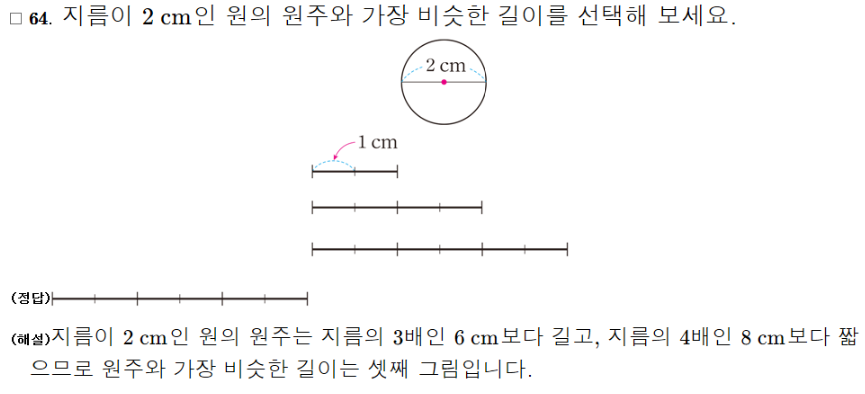 □ 64. 지름이 2 cm인 원의 원주와 가장 비슷한 길이를 선택해 보세요.
2 cm
1 cm
(정답)
(해설)지름이 2 cm인 원의 원주는 지름의 3배인 6 cm보다 길고, 지름의 4배인 8 cm보다 짧
으므로 원주와 가장 비슷한 길이는 셋째 그림입니다.